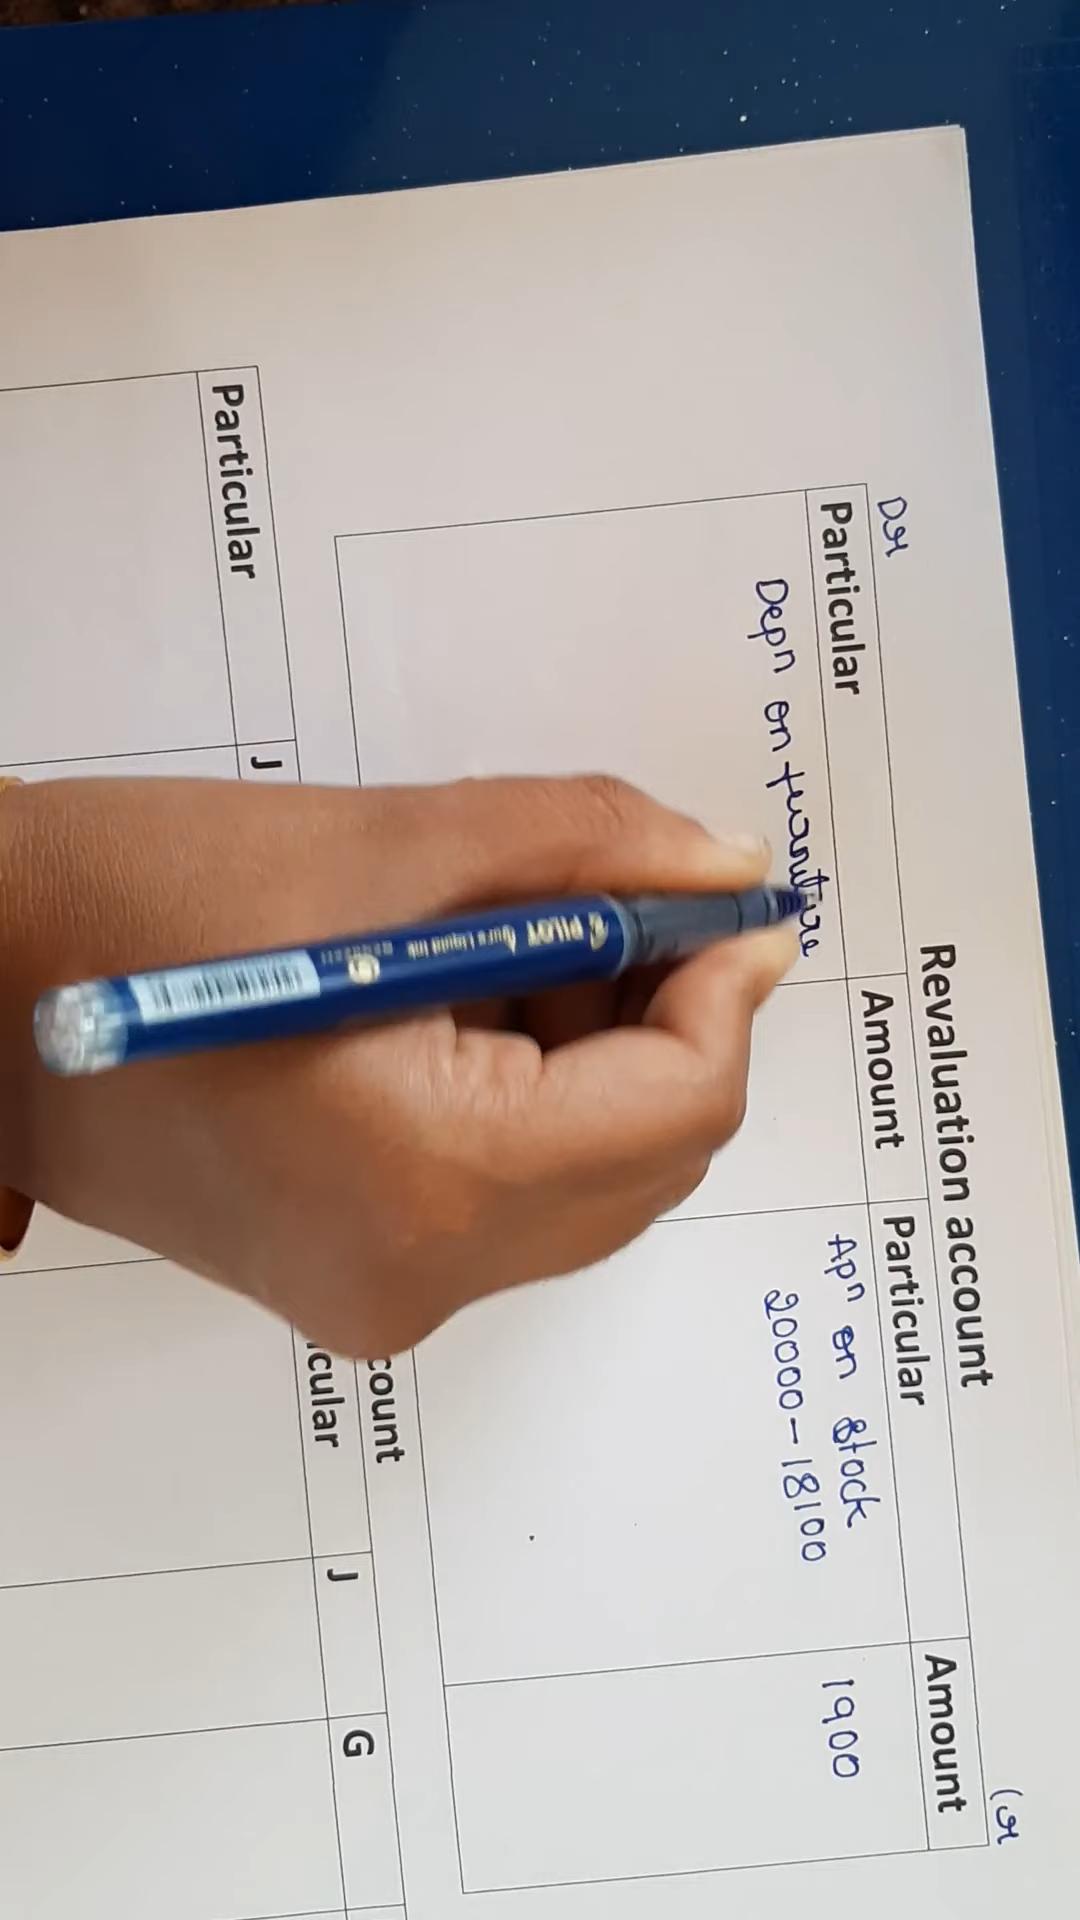 Revaluation account
Dr
Cr
Particular Amount Particular Amount
Depn on furniture
Apn on Stock 1900
20000-18100
count
Particular J
cular J G
PILOT